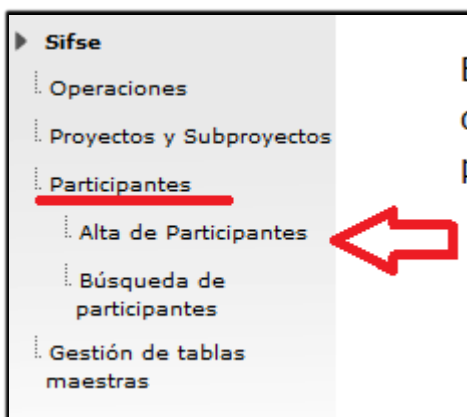 Sifse
Operaciones
Proyectos y Subproyectos
Participantes
Alta de Participantes
Búsqueda de
participantes
Gestión de tablas
maestras